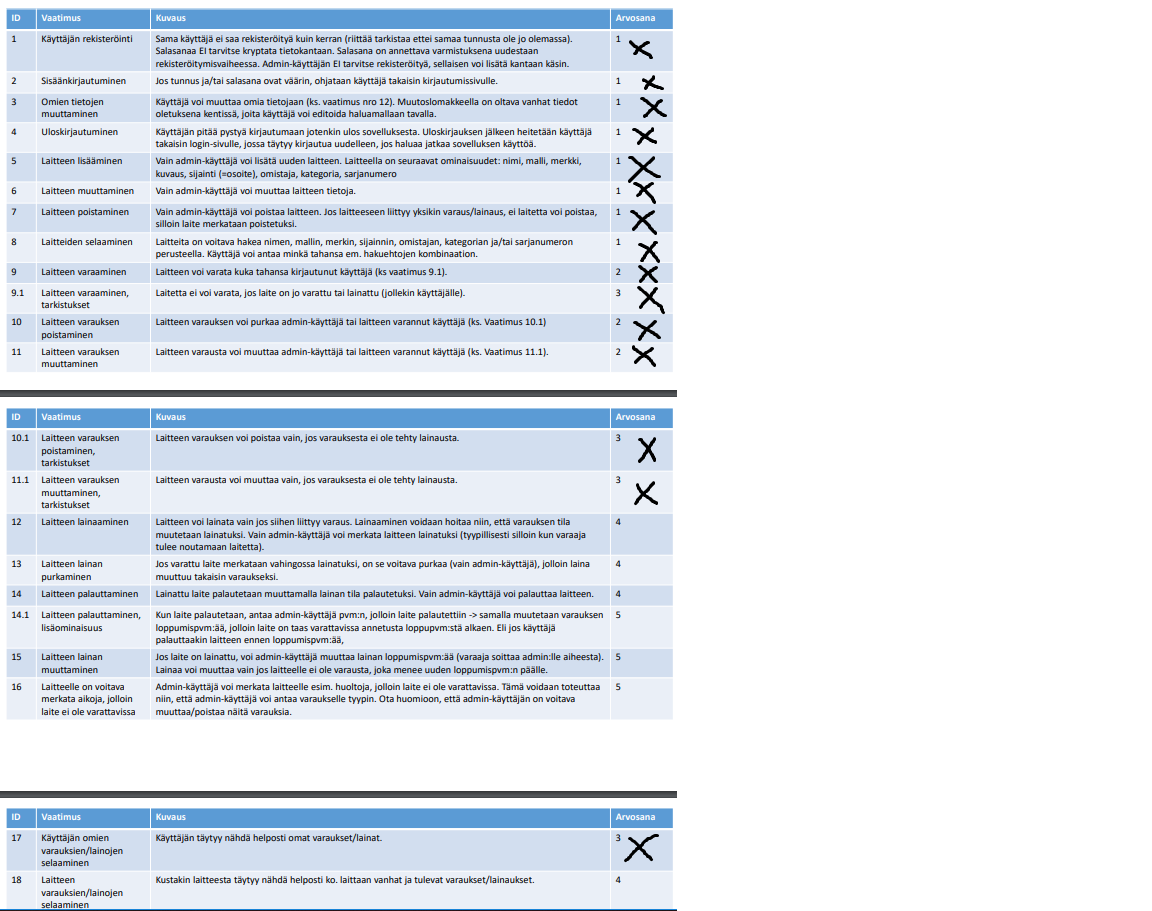 ID Vaatimus Kuvaus Arvosana
1 Käyttäjän rekisteröinti Sama käyttäjä ei saa rekisteröityä kuin kerran (riittää tarkistaa ettei samaa tunnusta ole jo olemassa). 1
Salasanaa EI tarvitse kryptata tietokantaan. Salasana on annettava varmistuksena uudestaan
rekisteröitymisvaiheessa. Admin-käyttäjän EI tarvitse rekisteröityä, sellaisen voi lisätä kantaan käsin.
2 Sisäänkirjautuminen Jos tunnus ja/tai salasana ovat väärin, ohjataan käyttäjä takaisin kirjautumissivulle. 1
3 Omien tietojen Käyttäjä voi muuttaa omia tietojaan (ks. vaatimus nro 12). Muutoslomakkeella on oltava vanhat tiedot 1
muuttaminen oletuksena kentissä, joita käyttäjä voi editoida haluamallaan tavalla.
4 Uloskirjautuminen Käyttäjän pitää pystyä kirjautumaan jotenkin ulos sovelluksesta. Uloskirjauksen jälkeen heitetään käyttäjä 1
takaisin login-sivulle, jossa täytyy kirjautua uudelleen, jos haluaa jatkaa sovelluksen käyttöä.
5 Laitteen lisääminen Vain admin-käyttäjä voi lisätä uuden laitteen. Laitteella on seuraavat ominaisuudet: nimi, malli, merkki, 1
kuvaus, sijainti (=osoite), omistaja, kategoria, sarjanumero
6 Laitteen muuttaminen Vain admin-käyttäjä voi muuttaa laitteen tietoja. 1
7 Laitteen poistaminen Vain admin-käyttäjä voi poistaa laitteen. Jos laitteeseen liittyy yksikin varaus/lainaus, ei laitetta voi poistaa, 1
silloin laite merkataan poistetuksi.
8 Laitteiden selaaminen Laitteita on voitava hakea nimen, mallin, merkin, sijainnin, omistajan, kategorian ja/tai sarjanumeron 1
perusteella. Käyttäjä voi antaa minkä tahansa em. hakuehtojen kombinaation.
9 Laitteen varaaminen Laitteen voi varata kuka tahansa kirjautunut käyttäjä (ks vaatimus 9.1). 2
9.1 Laitteen varaaminen, Laitetta ei voi varata, jos laite on jo varattu tai lainattu (jollekin käyttäjälle). 3
tarkistukset
10 Laitteen varauksen Laitteen varauksen voi purkaa admin-käyttäjä tai laitteen varannut käyttäjä (ks. Vaatimus 10.1) 2
poistaminen
11 Laitteen varauksen Laitteen varausta voi muuttaa admin-käyttäjä tai laitteen varannut käyttäjä (ks. Vaatimus 11.1). 2
muuttaminen
ID Vaatimus Kuvaus Arvosana
10.1 Laitteen varauksen Laitteen varauksen voi poistaa vain, jos varauksesta ei ole tehty lainausta. 3
poistaminen,
tarkistukset
11.1 Laitteen varauksen Laitteen varausta voi muuttaa vain, jos varauksesta ei ole tehty lainausta. 3
muuttaminen,
tarkistukset
12 Laitteen lainaaminen Laitteen voi lainata vain jos siihen liittyy varaus. Lainaaminen voidaan hoitaa niin, että varauksen tila 4
muutetaan lainatuksi. Vain admin-käyttäjä voi merkata laitteen lainatuksi (tyypillisesti silloin kun varaaja
tulee noutamaan laitetta).
13 Laitteen lainan Jos varattu laite merkataan vahingossa lainatuksi, on se voitava purkaa (vain admin-käyttäjä), jolloin laina 4
purkaminen muuttuu takaisin varaukseksi.
14 Laitteen palauttaminen Lainattu laite palautetaan muuttamalla lainan tila palautetuksi. Vain admin-käyttäjä voi palauttaa laitteen. 4
14.1 Laitteen palauttaminen, Kun laite palautetaan, antaa admin-käyttäjä pvm:n, jolloin laite palautettiin -> samalla muutetaan varauksen 5
lisäominaisuus loppumispvm:ää, jolloin laite on taas varattavissa annetusta loppupvm:stä alkaen. Eli jos käyttäjä
palauttaakin laitteen ennen loppumispvm:ää,
15 Laitteen lainan Jos laite on lainattu, voi admin-käyttäjä muuttaa lainan loppumispvm:ää (varaaja soittaa admin:lle aiheesta). 5
muuttaminen Lainaa voi muuttaa vain jos laitteelle ei ole varausta, joka menee uuden loppumispvm:n päälle.
16 Laitteelle on voitava Admin-käyttäjä voi merkata laitteelle esim. huoltoja, jolloin laite ei ole varattavissa. Tämä voidaan toteuttaa 5
merkata aikoja, jolloin niin, että admin-käyttäjä voi antaa varaukselle tyypin. Ota huomioon, että admin-käyttäjän on voitava
laite ei ole varattavissa muuttaa/poistaa näitä varauksia.
ID Vaatimus Kuvaus Arvosana
17 Käyttäjän omien Käyttäjän täytyy nähdä helposti omat varaukset/lainat. 3
varauksien/lainojen
selaaminen
18 Laitteen Kustakin laitteesta täytyy nähdä helposti ko. laittaan vanhat ja tulevat varaukset/lainaukset. 4
varauksien/lainojen
selaaminen